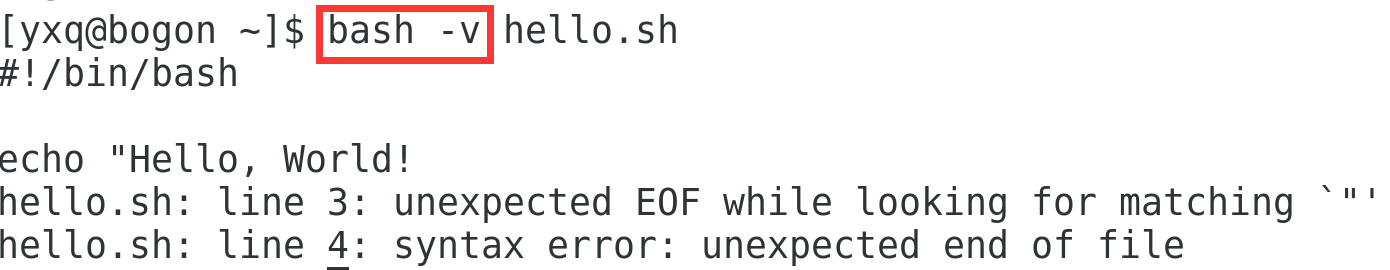 [yxq@bogon ~]$ bash -v hello.sh
#!/bin/bash
echo "Hello, World!
hello.sh: line 3: unexpected EOF while looking for matching `"'
hello.sh: line 4: syntax error: unexpected end of file